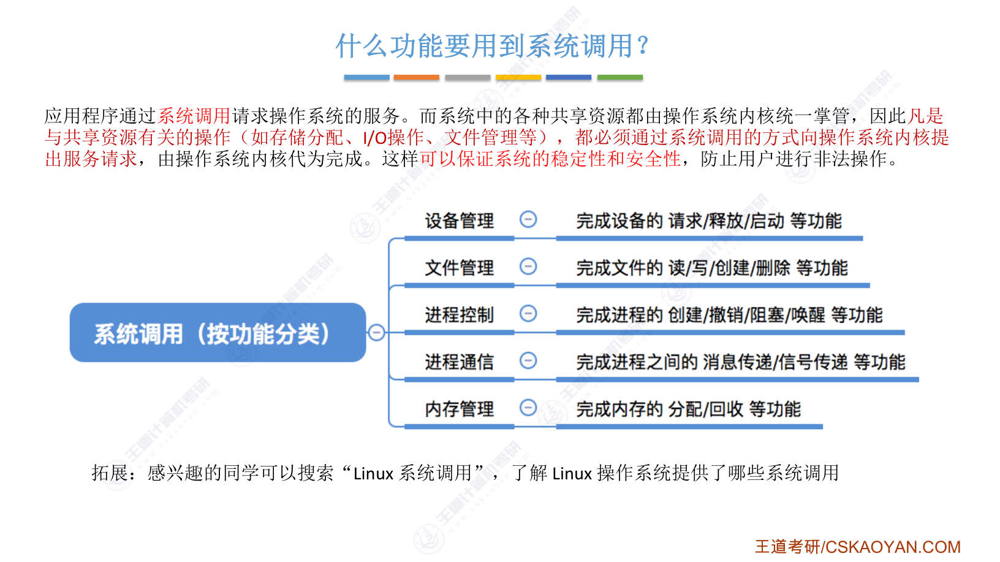 什么功能要用到系统调用？
应用程序通过系统调用请求操作系统的服务。而系统中的各种共享资源都由操作系统内核统一掌管，因此凡是
与共享资源有关的操作（如存储分配、I/O操作、文件管理等），都必须通过系统调用的方式向操作系统内核提
出服务请求，由操作系统内核代为完成。这样可以保证系统的稳定性和安全性，防止用户进行非法操作。
系统调用（按功能分类）
设备管理 完成设备的 请求/释放/启动 等功能
文件管理 完成文件的 读/写/创建/删除 等功能
进程控制 完成进程的 创建/撤销/阻塞/唤醒 等功能
进程通信 完成进程之间的 消息传递/信号传递 等功能
内存管理 完成内存的 分配/回收 等功能
拓展：感兴趣的同学可以搜索“Linux 系统调用”，了解 Linux 操作系统提供了哪些系统调用
王道考研/CSKAOYAN.COM
王道计算机考研
www.cskaoyan.com